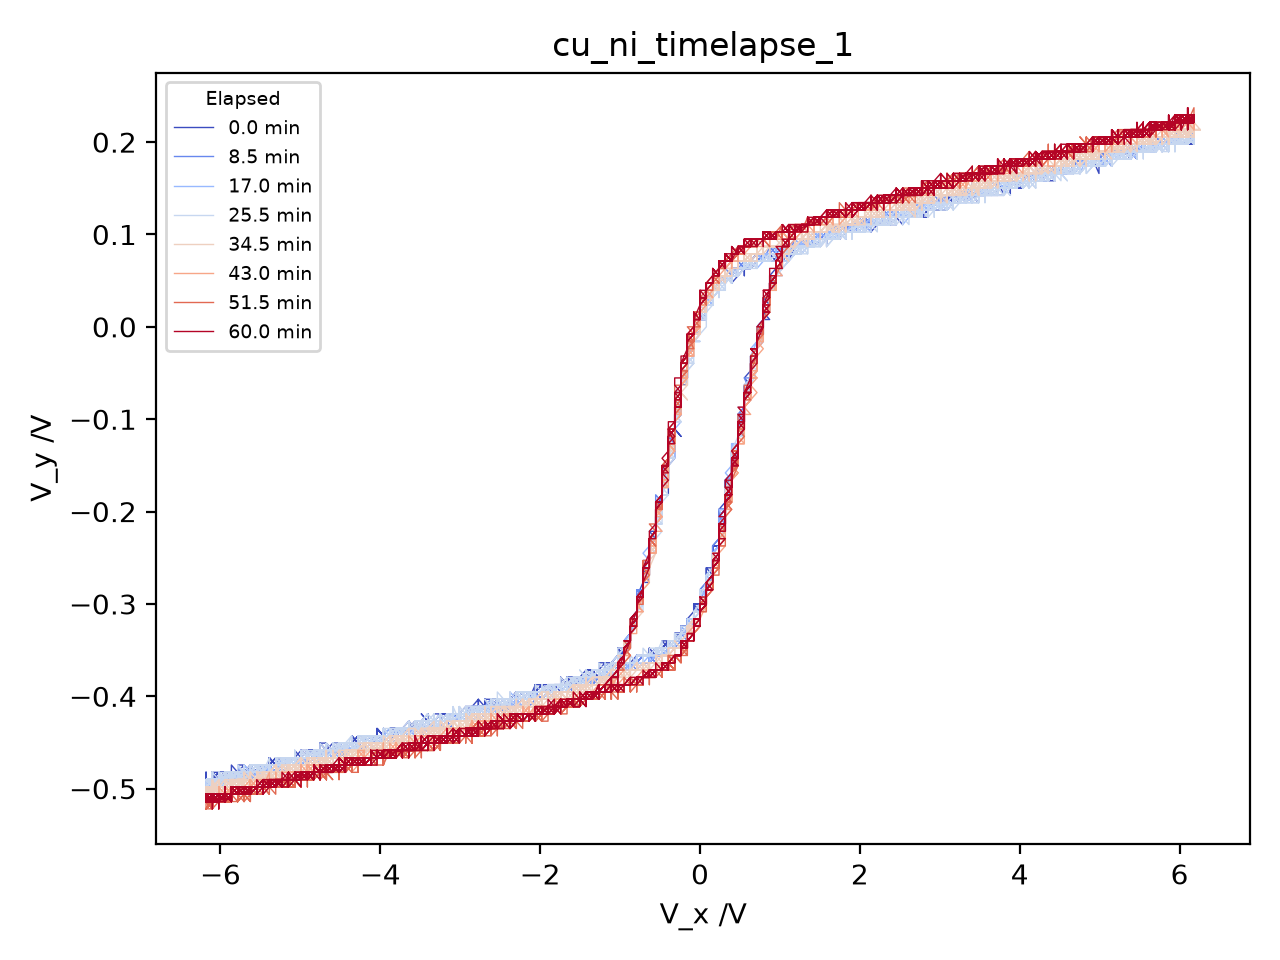 cu_ni_timelapse_1
Elapsed
0.0 min
8.5 min
17.0 min
25.5 min
34.5 min
43.0 min
51.5 min
60.0 min
0.2
0.1
0.0
−0.1
−0.2
−0.3
−0.4
−0.5
V_y /V
−6
−4
−2
0
2
4
6
V_x /V